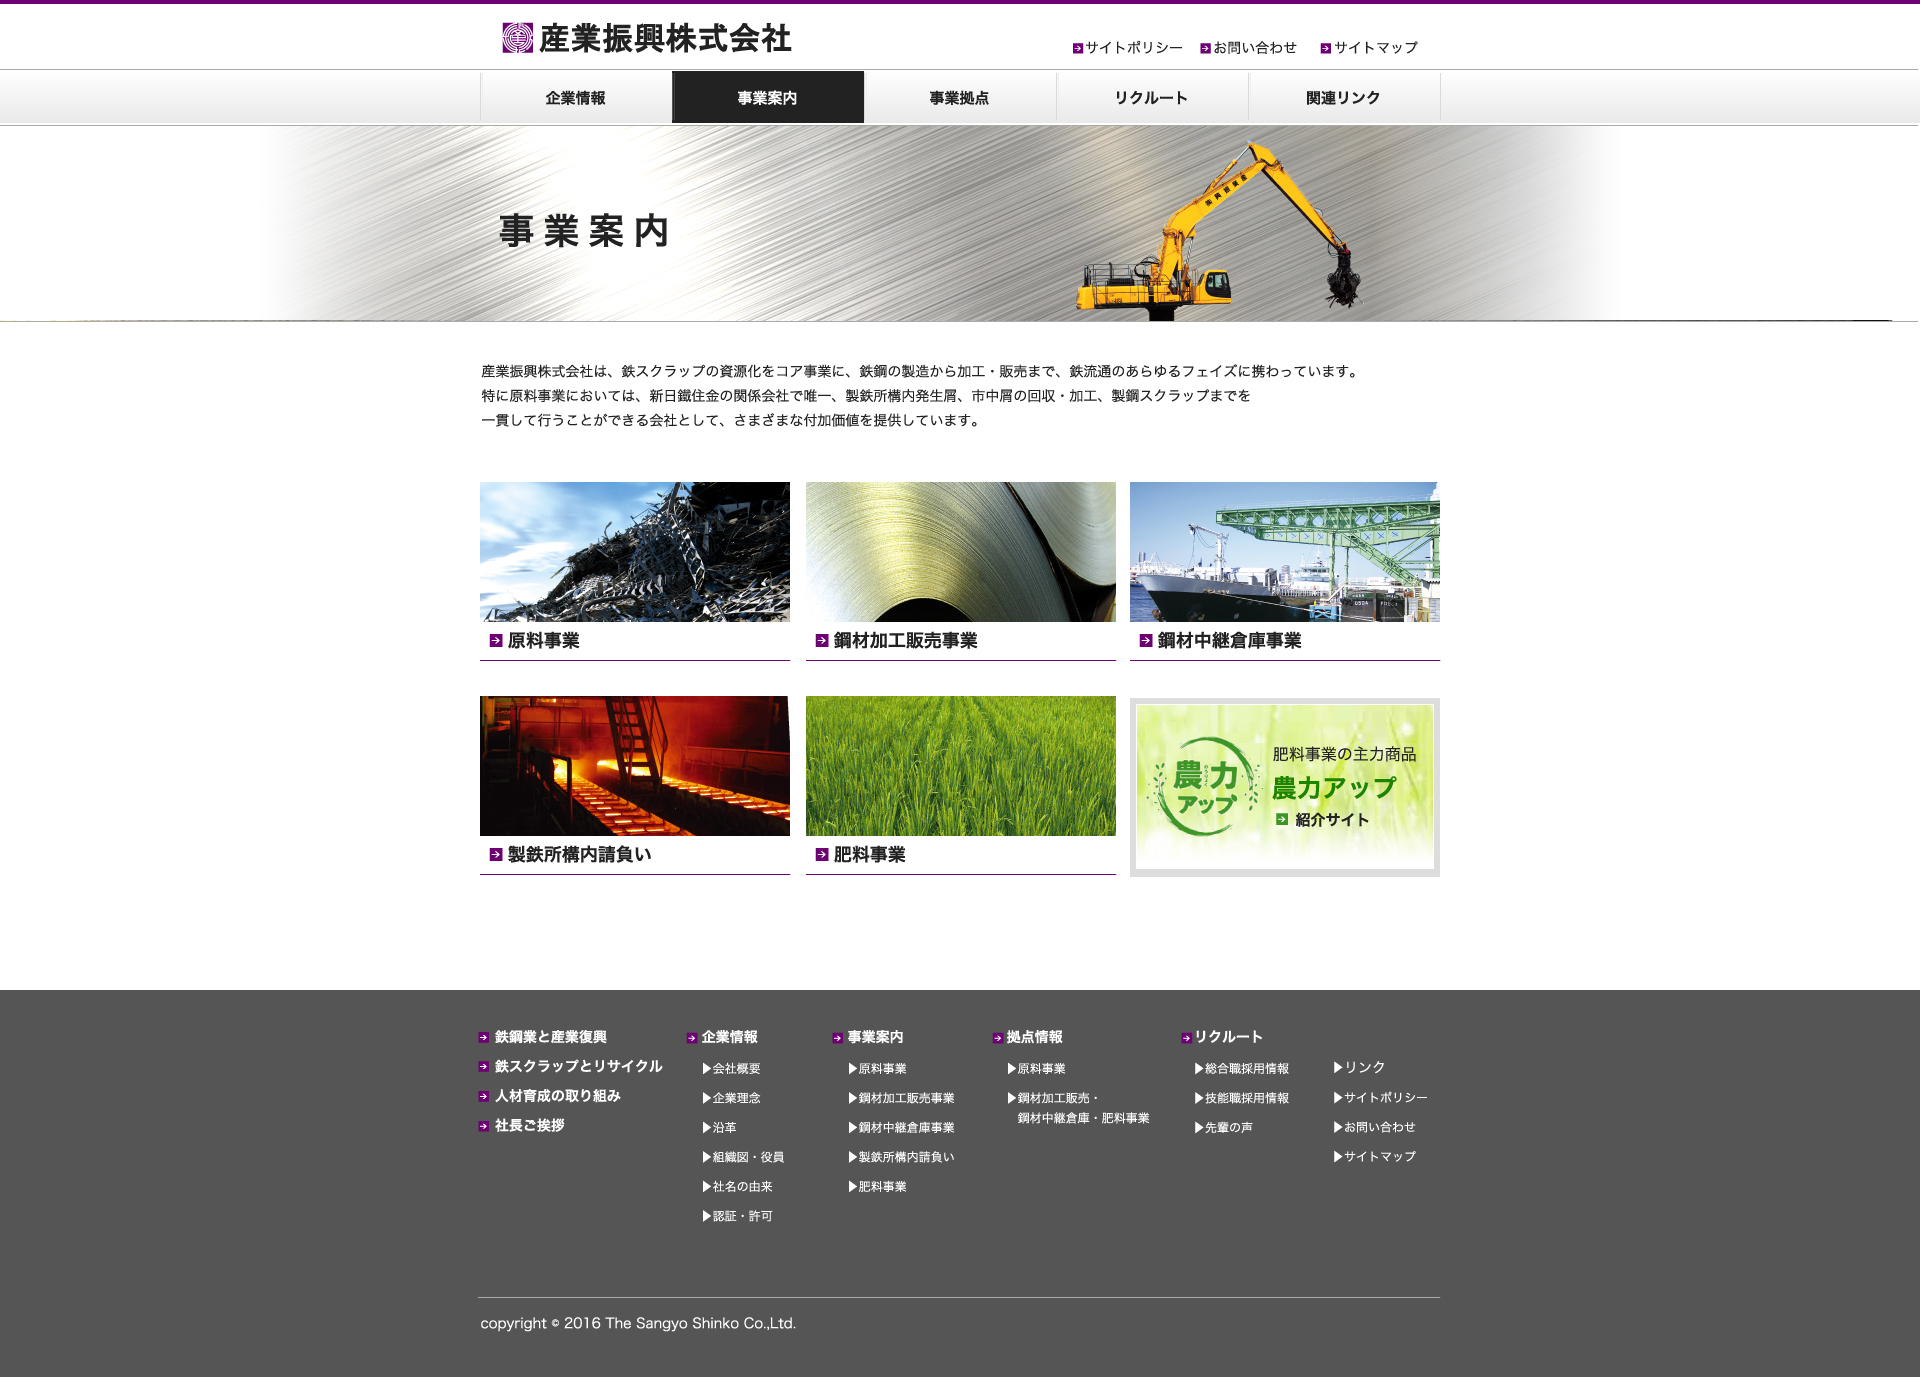 産業振興株式会社
サイトポリシー
お問い合わせ
サイトマップ
企業情報
事業案内
事業拠点
リクルート
関連リンク
事業案内
産業振興株式会社は、鉄スクラップの資源化をコア事業に、鉄鋼の製造から加工・販売まで、鉄流通のあらゆるフェイズに携わっています。
特に原料事業においては、新日鐵住金の関係会社で唯一、製鉄所構内発生屑、市中屑の回収・加工、製鋼スクラップまでを
一貫して行うことができる会社として、さまざまな付加価値を提供しています。
原料事業
鋼材加工販売事業
鋼材中継倉庫事業
製鉄所構内請負い
肥料事業
農力
アップ
肥料事業の主力商品
農力アップ
紹介サイト
鉄鋼業と産業復興
鉄スクラップとリサイクル
人材育成の取り組み
社長ご挨拶
企業情報
▶会社概要
▶企業理念
▶沿革
▶組織図・役員
▶社名の由来
▶認証・許可
事業案内
▶原料事業
▶鋼材加工販売事業
▶鋼材中継倉庫事業
▶製鉄所構内請負い
▶肥料事業
拠点情報
▶原料事業
▶鋼材加工販売・
鋼材中継倉庫・肥料事業
リクルート
▶総合職採用情報
▶技能職採用情報
▶先輩の声
▶リンク
▶サイトポリシー
▶お問い合わせ
▶サイトマップ
copyright © 2016 The Sangyo Shinko Co.,Ltd.